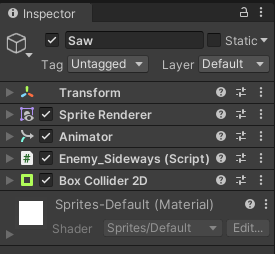 Inspector
Saw
Static
Tag Untagged Layer Default
Transform
Sprite Renderer
Animator
Enemy_Sideways (Script)
Box Collider 2D
Sprites-Default (Material)
Shader Sprites/Default Edit...